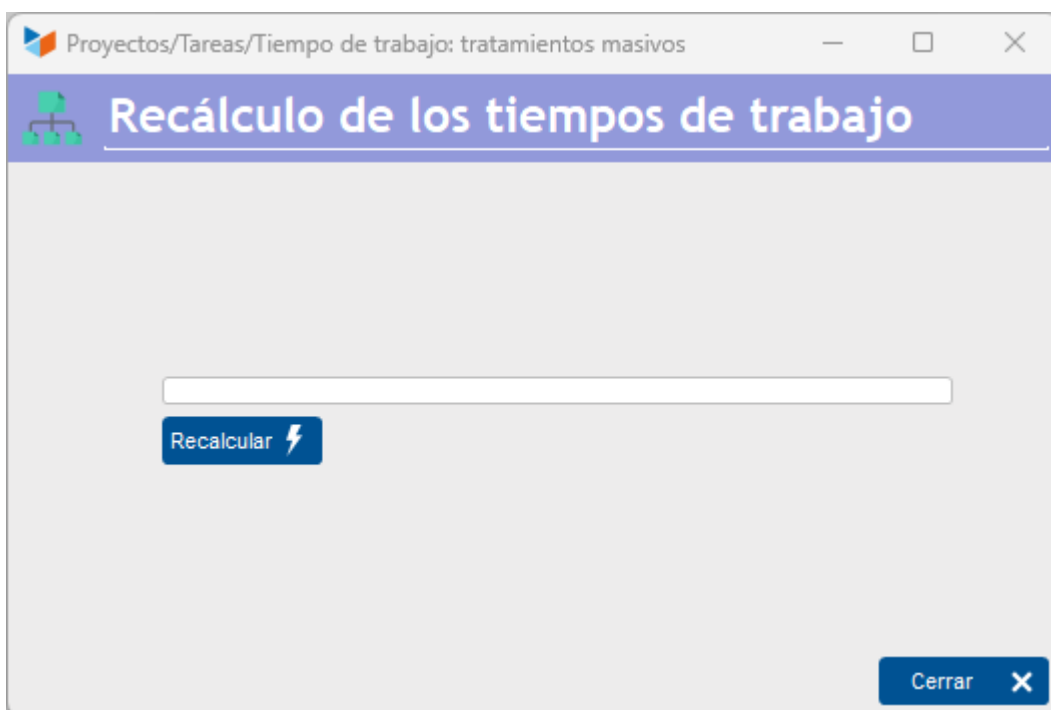 Proyectos/Tareas/Tiempo de trabajo: tratamientos masivos
Recálculo de los tiempos de trabajo
Recalcular
Cerrar